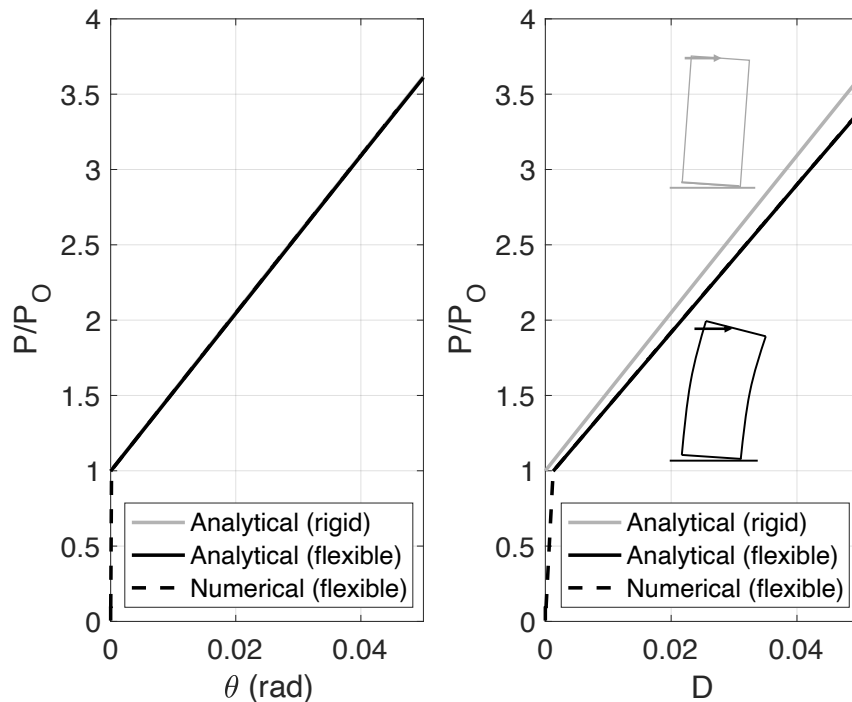 4
3.5
3
2.5
2
1.5
1
0.5
0
P/P_O
0 0.02 0.04
θ (rad)
Analytical (rigid)
Analytical (flexible)
Numerical (flexible)
4
3.5
3
2.5
2
1.5
1
0.5
0
P/P_O
0 0.02 0.04
D
Analytical (rigid)
Analytical (flexible)
Numerical (flexible)